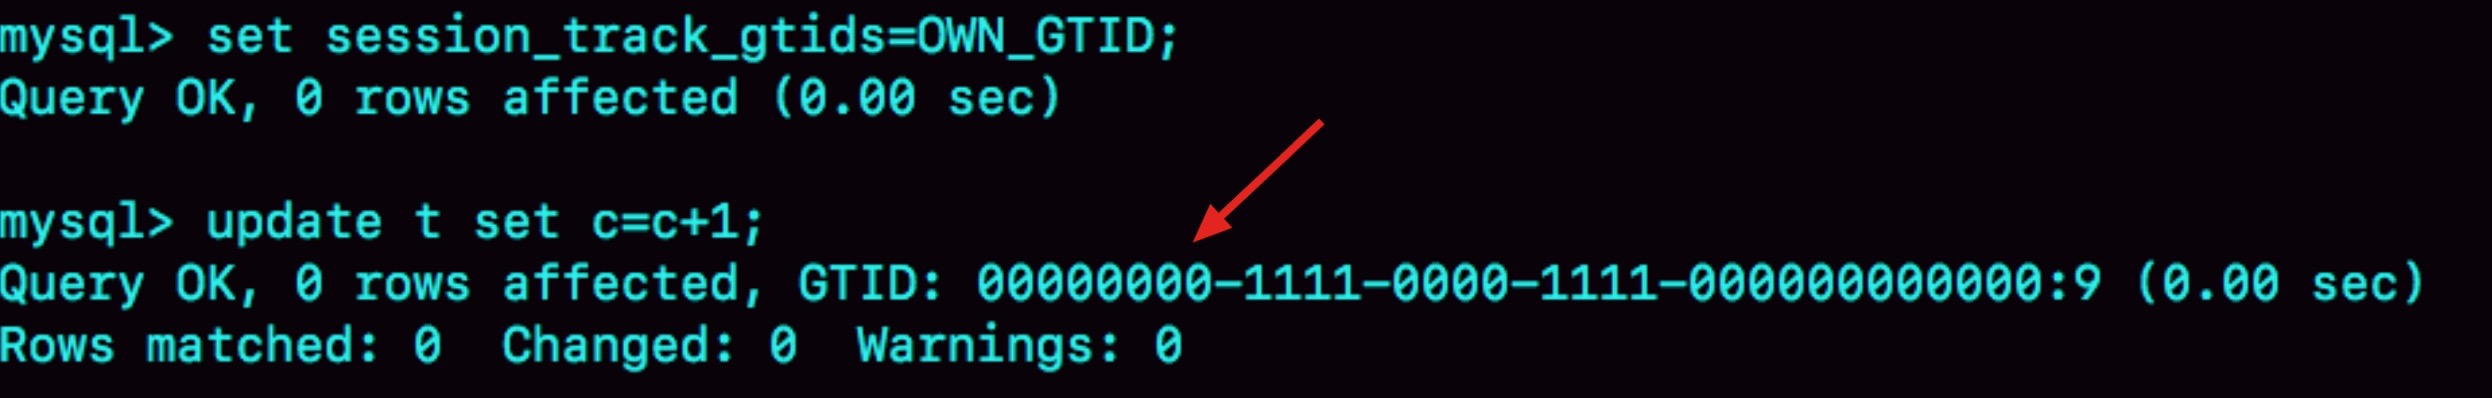 mysql> set session_track_gtids=OWN_GTID;
Query OK, 0 rows affected (0.00 sec)
mysql> update t set c=c+1;
Query OK, 0 rows affected, GTID: 00000000-1111-0000-1111-000000000000:9 (0.00 sec)
Rows matched: 0  Changed: 0  Warnings: 0